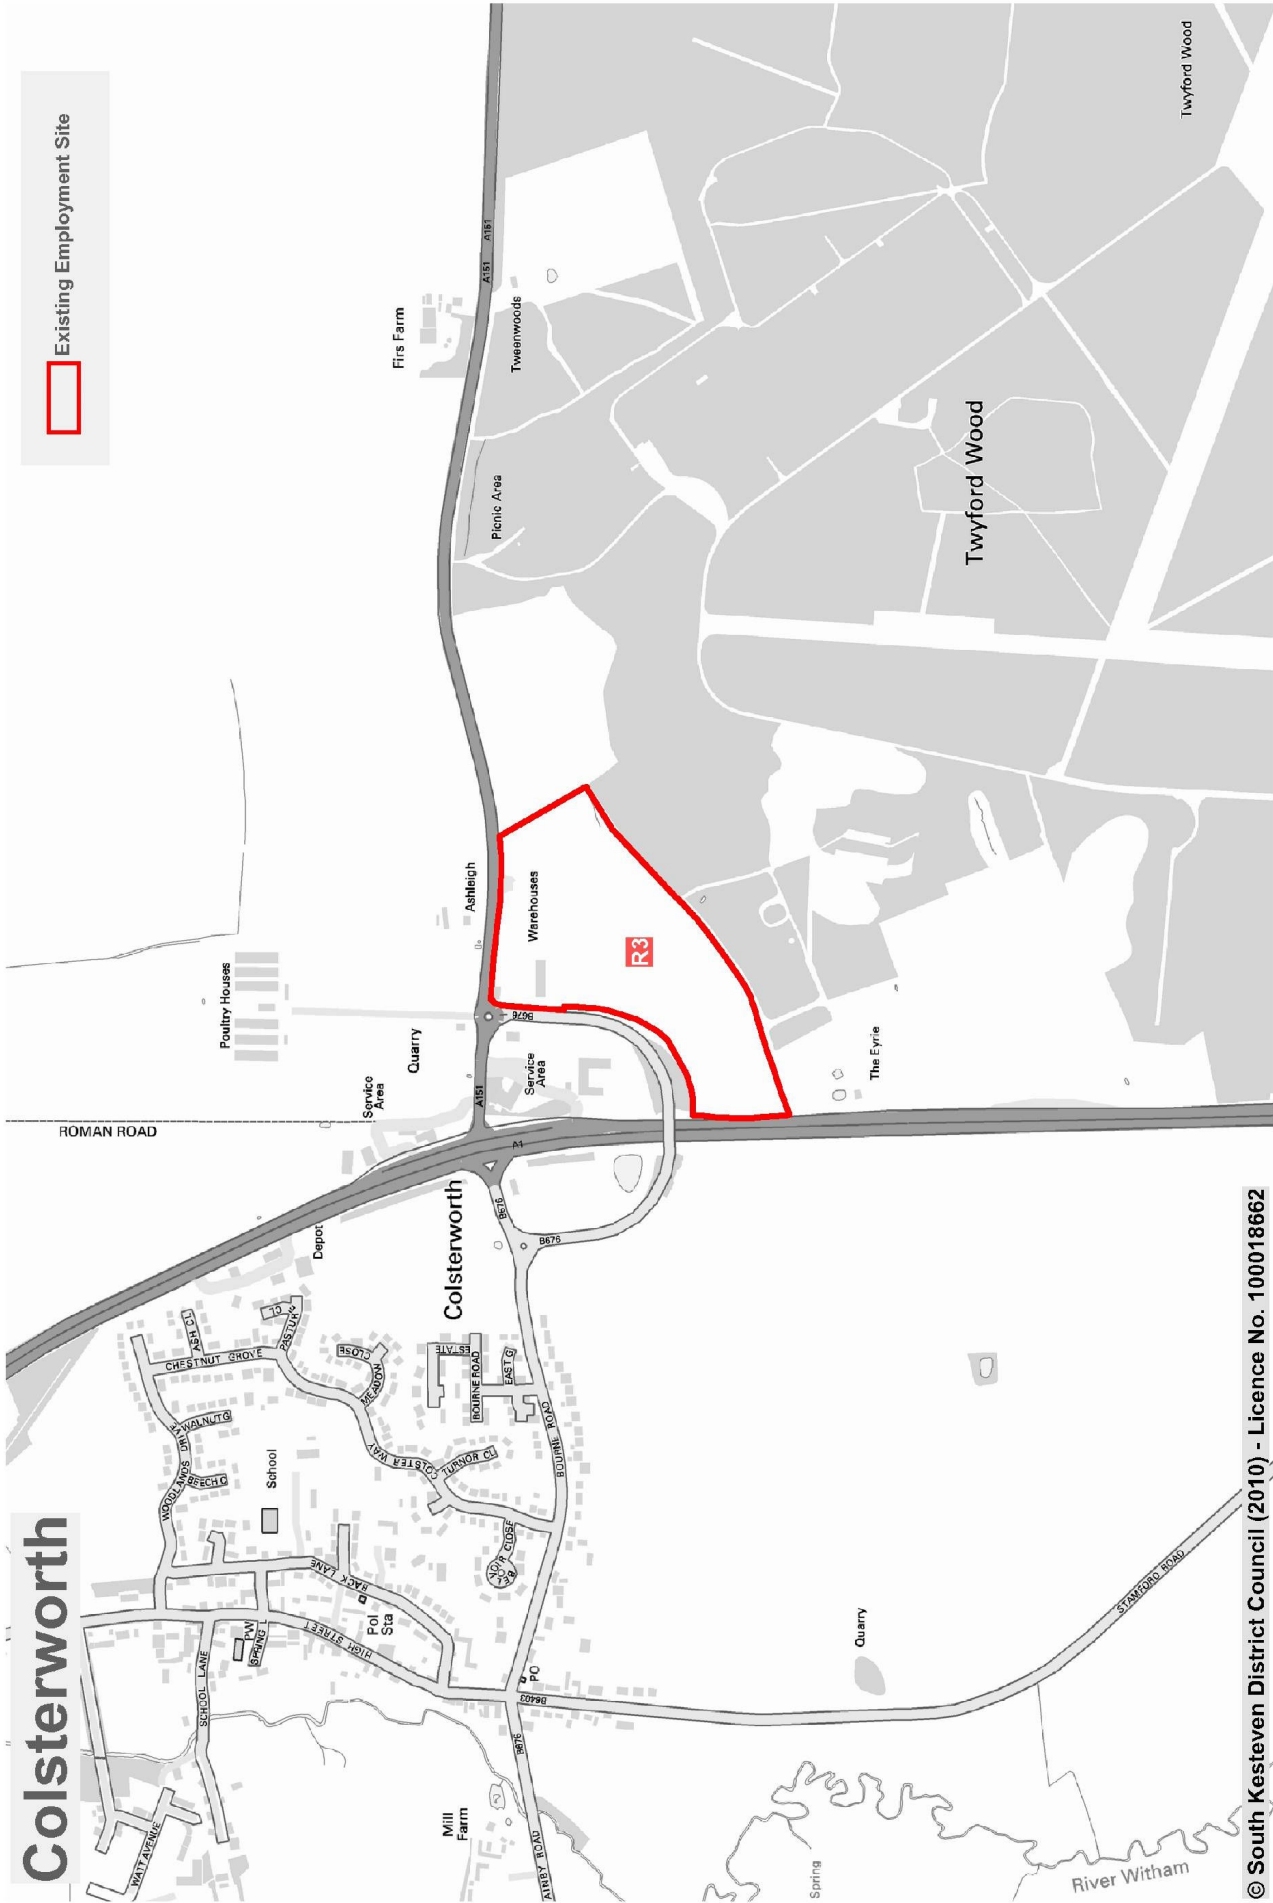 Colsterworth
Existing Employment Site
Twyford Wood
Firs Farm
A151
A151
Tweenwoods
Picnic Area
Twyford Wood
Ashleigh
Warehouses
R3
Poultry Houses
Quarry
Service
Area
Service
Area
A151
B676
The Eyrie
ROMAN ROAD
A1
Depot
Colsterworth
B676
B676
ASH CL
CHESTNUT GROVE
CL
PASTURE
CLOSE
MEADOW
ESTATE
BOURNE ROAD
EAST G
WALNUT G
WOODLANDS DRIVE
BEECH C
School
COLSTER WAY
TURNOR CL
BOURNE ROAD
BELVOIR CLOSE
BACK LANE
Pol
Sta
PW
SPRING L
HIGH STREET
SCHOOL LANE
PO
B6403
B676
WATT AVENUE
Mill
Farm
AINBY ROAD
Quarry
STAMFORD ROAD
Spring
River Witham
© South Kesteven District Council (2010) - Licence No. 100018662